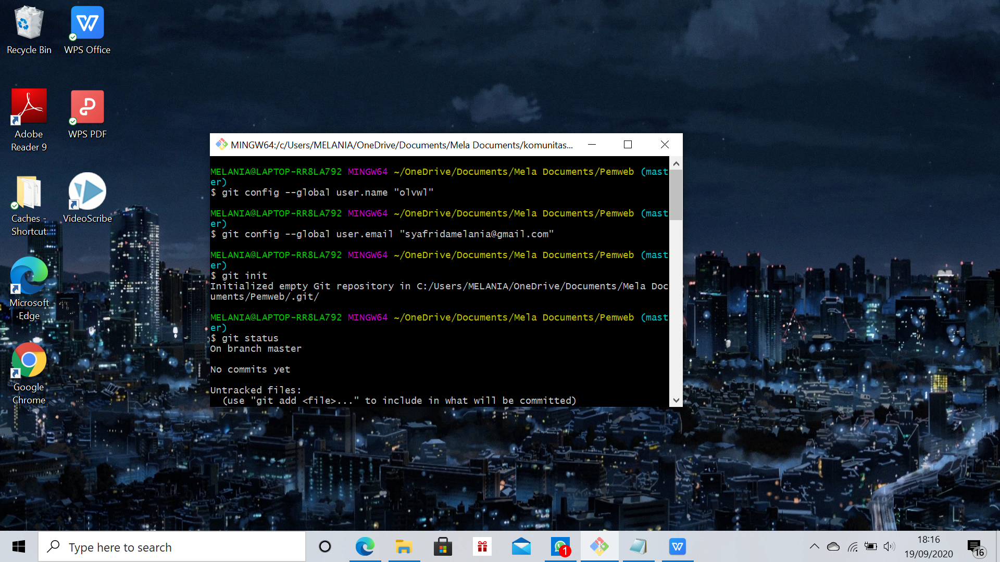 Recycle Bin
WPS Office
Adobe
Reader 9
WPS PDF
Caches -
Shortcut
VideoScribe
Microsoft
Edge
Google
Chrome
MINGW64:/c/Users/MELANIA/OneDrive/Documents/Mela Documents/komunitas...
MELANIA@LAPTOP-RR8LA792 MINGW64 ~/OneDrive/Documents/Mela Documents/Pemweb (mast
er)
$ git config --global user.name "olvwl"
MELANIA@LAPTOP-RR8LA792 MINGW64 ~/OneDrive/Documents/Mela Documents/Pemweb (mast
er)
$ git config --global user.email "syafridamelania@gmail.com"
MELANIA@LAPTOP-RR8LA792 MINGW64 ~/OneDrive/Documents/Mela Documents/Pemweb (mast
er)
$ git init
Initialized empty Git repository in C:/Users/MELANIA/OneDrive/Documents/Mela Doc
uments/Pemweb/.git/
MELANIA@LAPTOP-RR8LA792 MINGW64 ~/OneDrive/Documents/Mela Documents/Pemweb (mast
er)
$ git status
On branch master
No commits yet
Untracked files:
(use "git add <file>..." to include in what will be committed)
Type here to search
1
18:16
19/09/2020
16